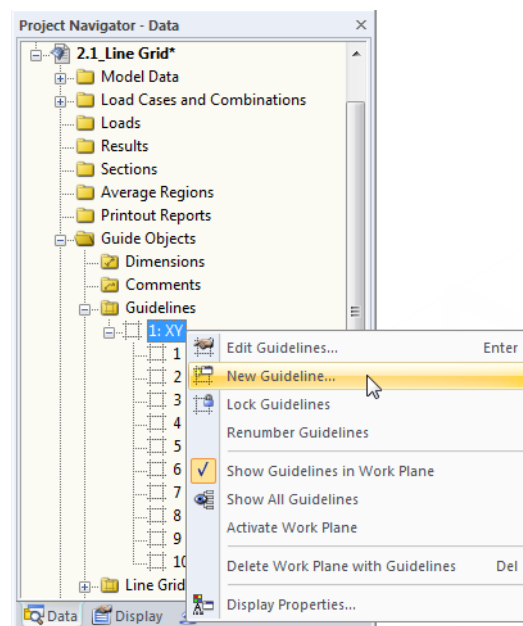 Project Navigator - Data
2.1_Line Grid*
Model Data
Load Cases and Combinations
Loads
Results
Sections
Average Regions
Printout Reports
Guide Objects
Dimensions
Comments
Guidelines
1: XY
1
2
3
4
5
6
7
8
9
10
Line Grid
Edit Guidelines... Enter
New Guideline...
Lock Guidelines
Renumber Guidelines
Show Guidelines in Work Plane
Show All Guidelines
Activate Work Plane
Delete Work Plane with Guidelines Del
Display Properties...
Data Display